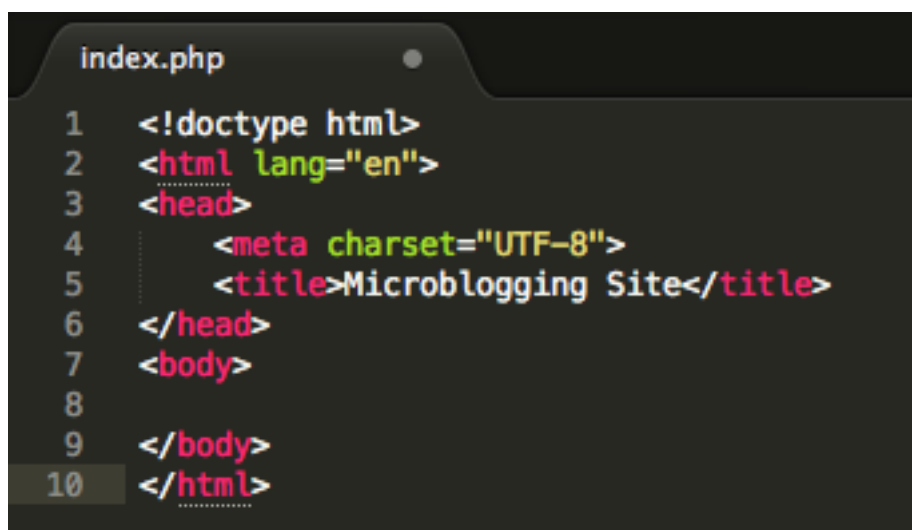 index.php
1 <!doctype html>
2 <html lang="en">
3 <head>
4     <meta charset="UTF-8">
5     <title>Microblogging Site</title>
6 </head>
7 <body>
8
9 </body>
10 </html>